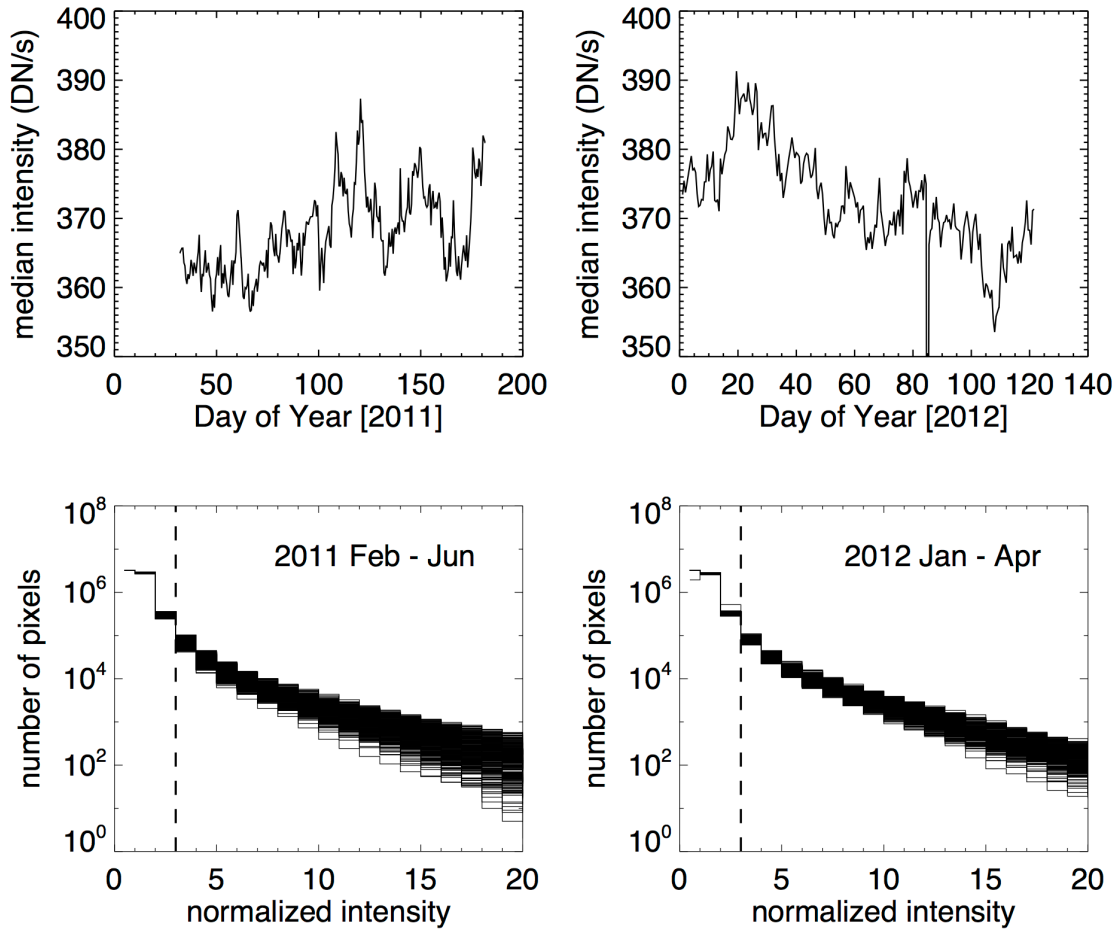 400
390
380
370
360
350
median intensity (DN/s)
0 50 100 150 200
Day of Year [2011]
400
390
380
370
360
350
median intensity (DN/s)
0 20 40 60 80 100 120 140
Day of Year [2012]
10^8
10^6
10^4
10^2
10^0
number of pixels
2011 Feb - Jun
0 5 10 15 20
normalized intensity
10^8
10^6
10^4
10^2
10^0
number of pixels
2012 Jan - Apr
0 5 10 15 20
normalized intensity